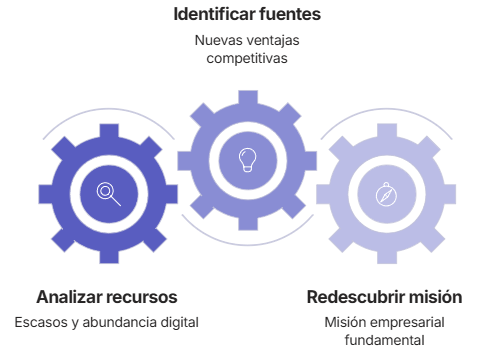 Identificar fuentes
Nuevas ventajas
competitivas
Analizar recursos
Escasos y abundancia digital
Redescubrir misión
Misión empresarial
fundamental